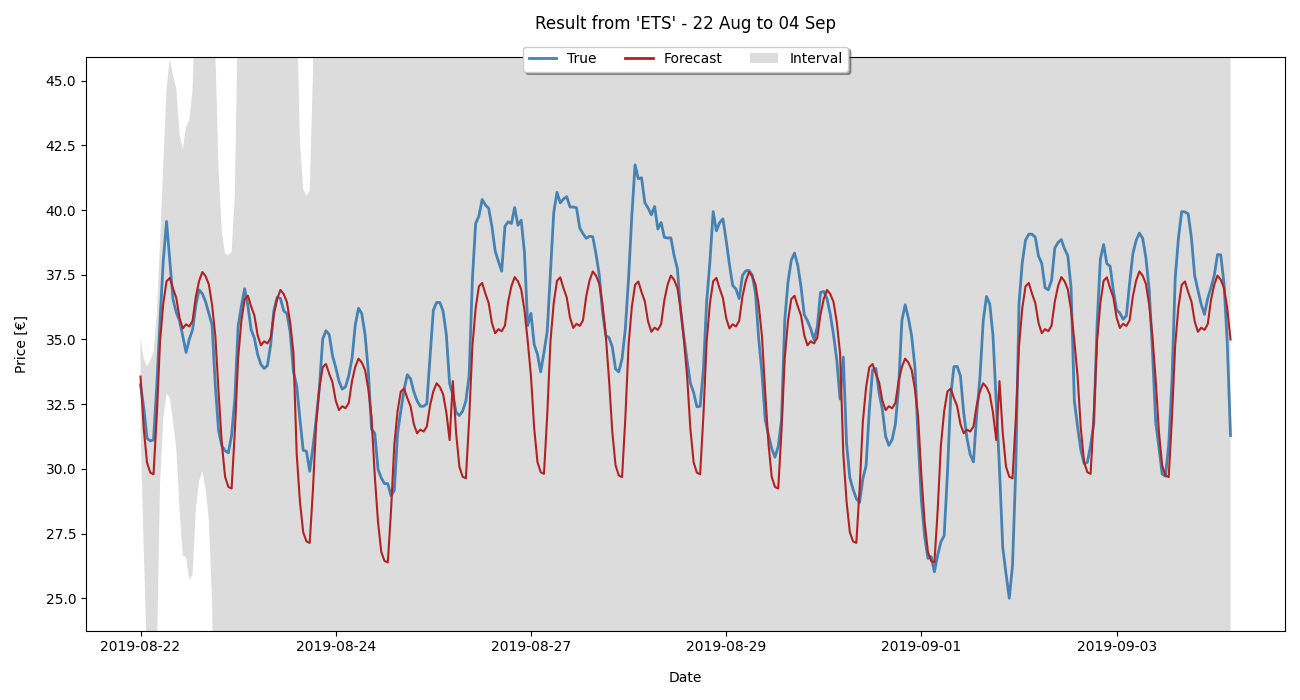 Result from 'ETS' - 22 Aug to 04 Sep
True Forecast Interval
45.0
42.5
40.0
37.5
35.0
32.5
30.0
27.5
25.0
Price [€]
2019-08-22 2019-08-24 2019-08-27 2019-08-29 2019-09-01 2019-09-03
Date